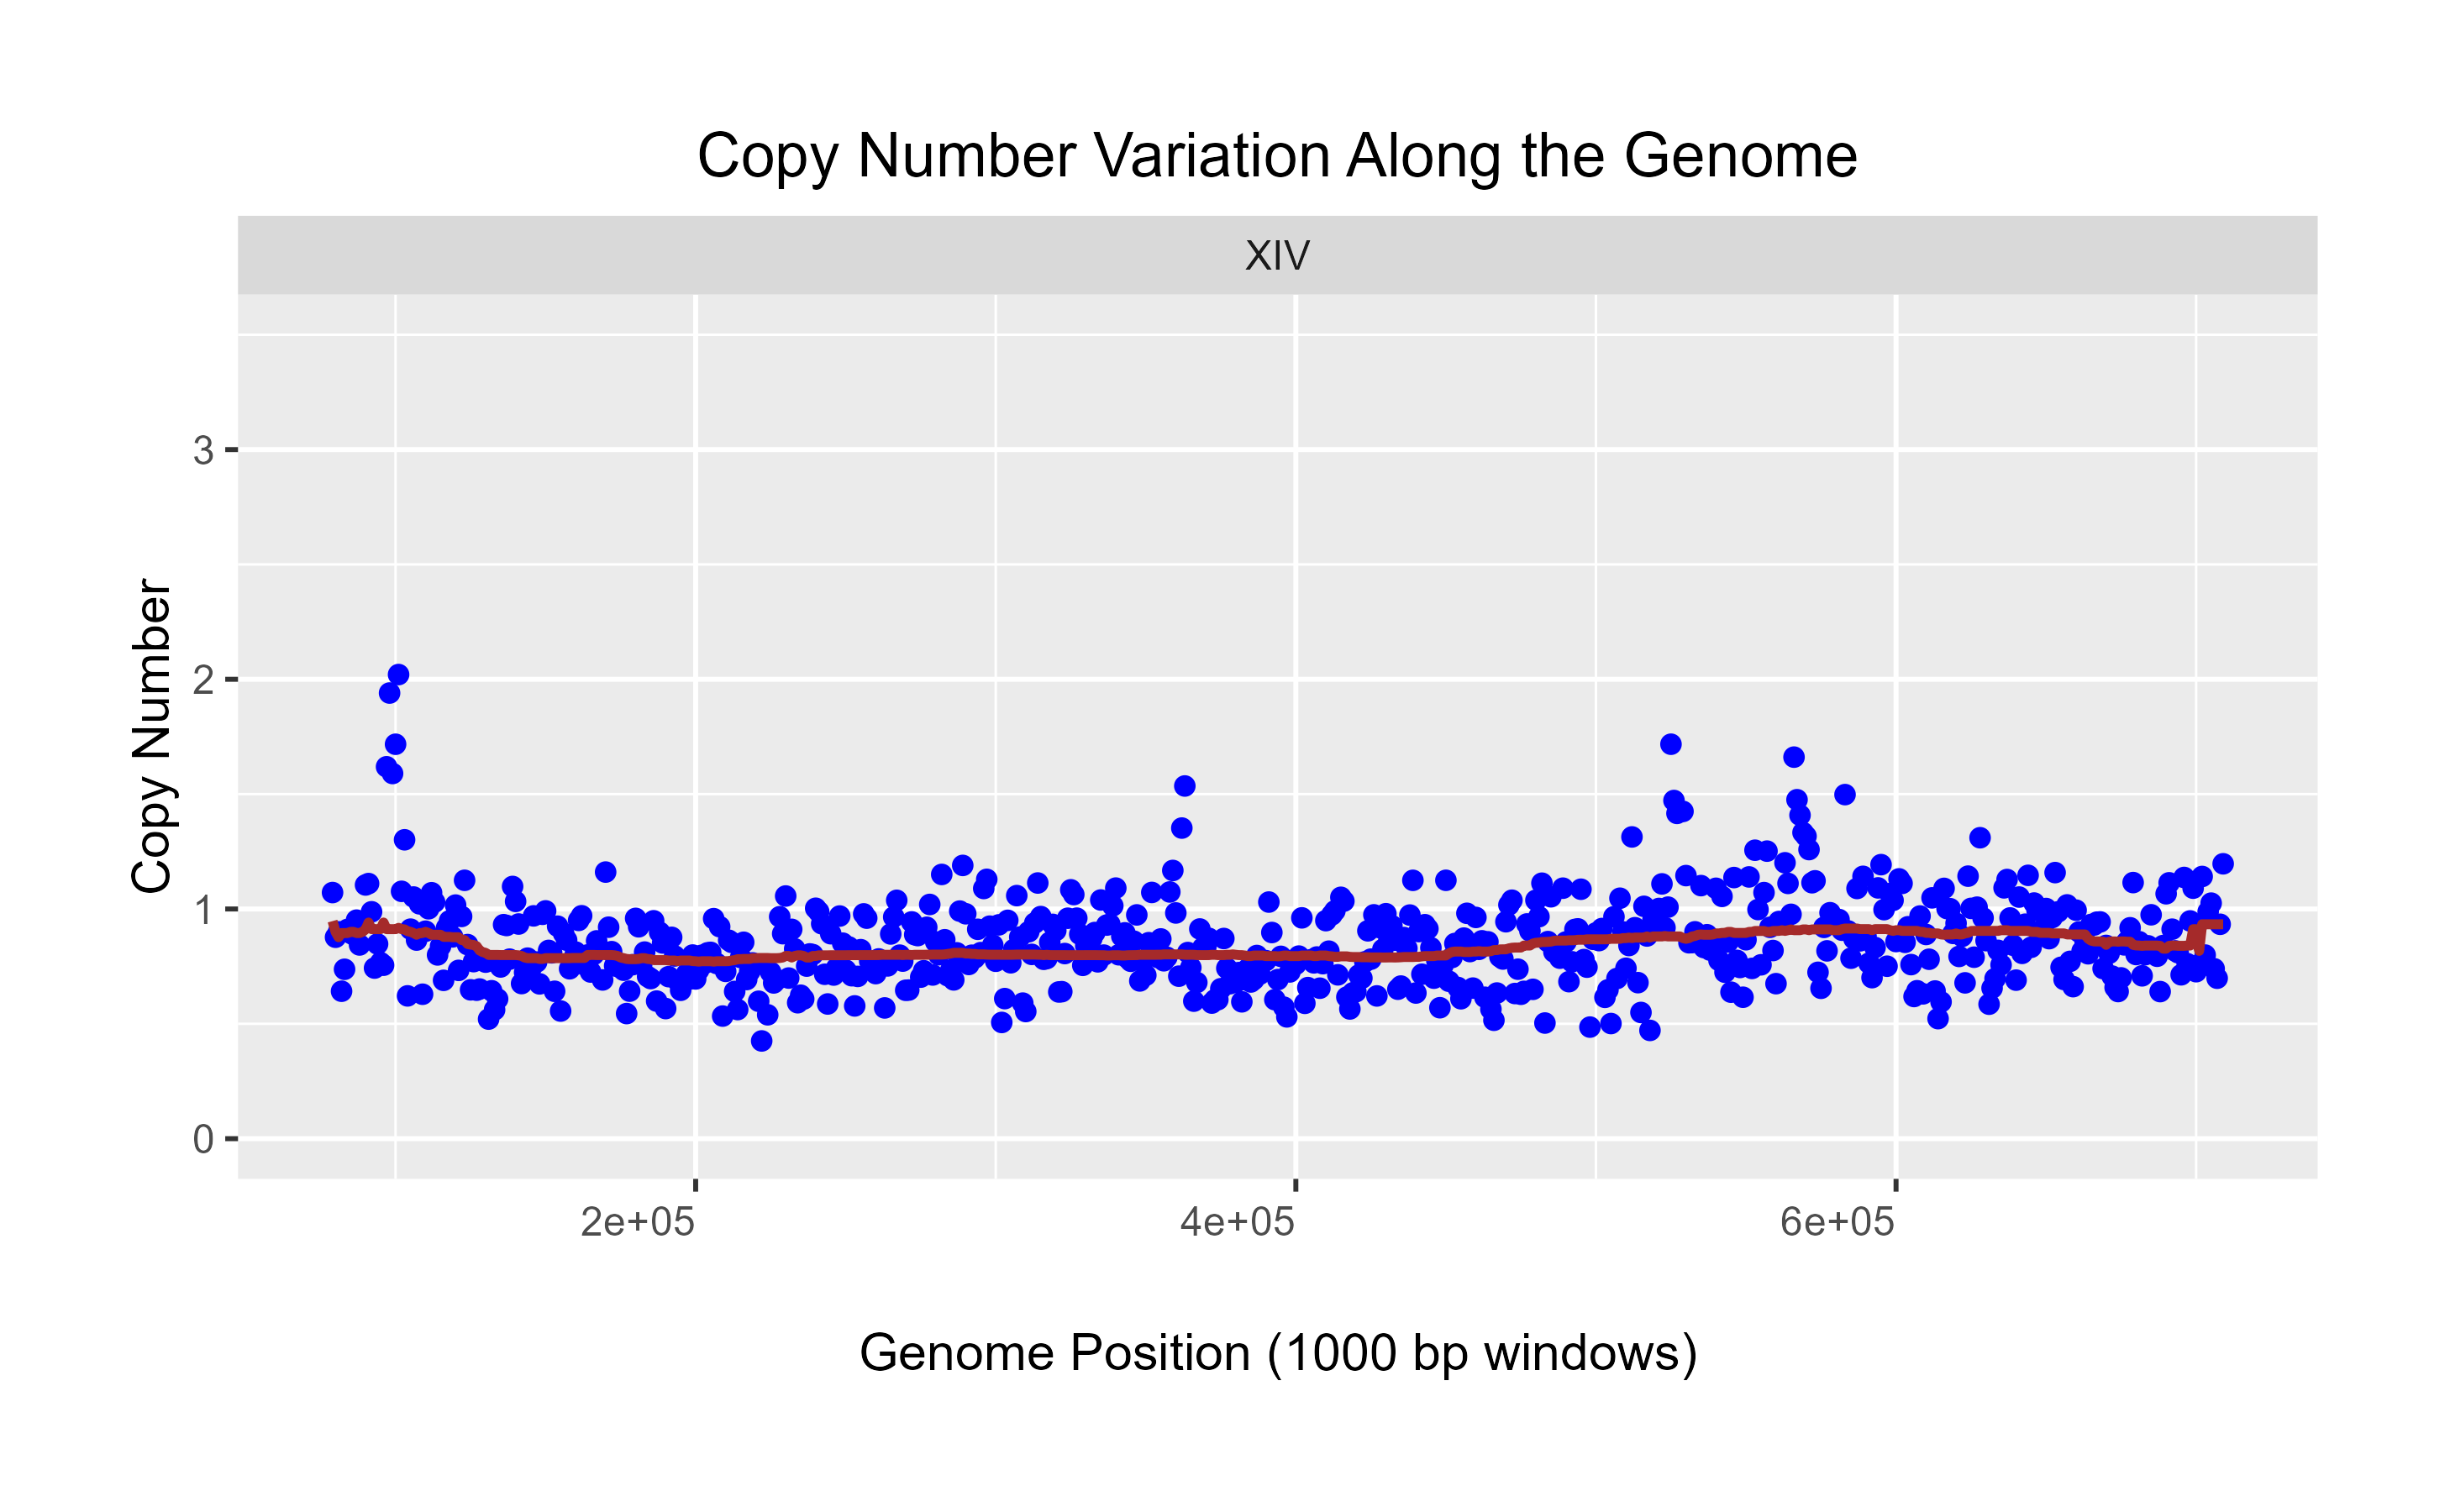 Copy Number Variation Along the Genome
XIV
Copy Number
3
2
1
0
2e+05
4e+05
6e+05
Genome Position (1000 bp windows)